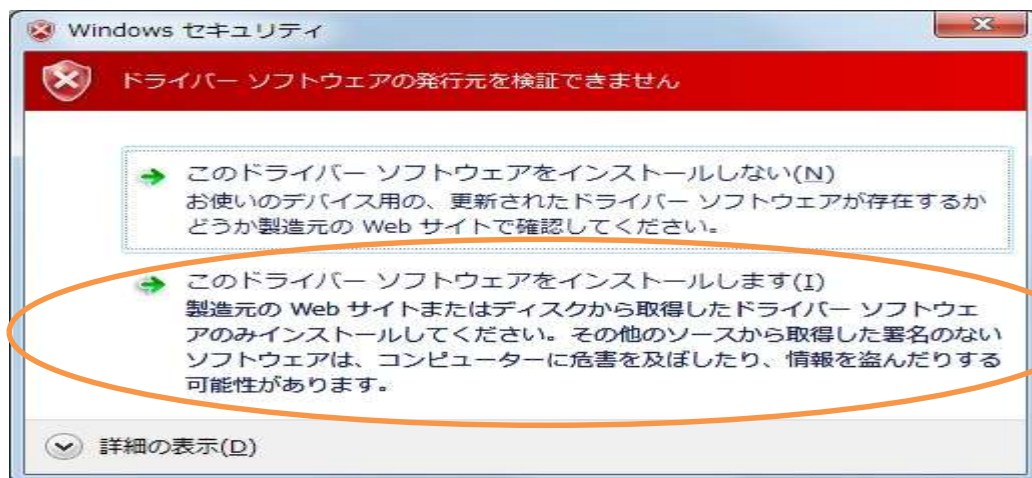 Windows セキュリティ
ドライバー ソフトウェアの発行元を検証できません
このドライバー ソフトウェアをインストールしない(N)
お使いのデバイス用の、更新されたドライバー ソフトウェアが存在するか
どうか製造元の Web サイトで確認してください。
このドライバー ソフトウェアをインストールします(I)
製造元の Web サイトまたはディスクから取得したドライバー ソフトウェ
アのみインストールしてください。その他のソースから取得した署名のない
ソフトウェアは、コンピューターに危害を及ぼしたり、情報を盗んだりする
可能性があります。
詳細の表示(D)